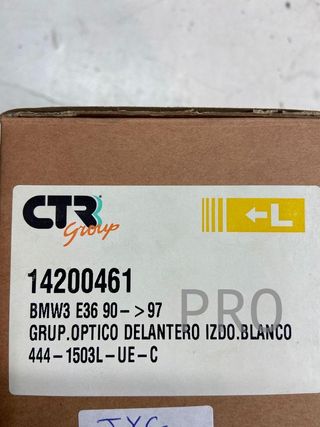 CTR
Group
←L
14200461
BMW3 E36 90->97
PRO
GRUP.OPTICO DELANTERO IZDO.BLANCO
444-1503L-UE-C